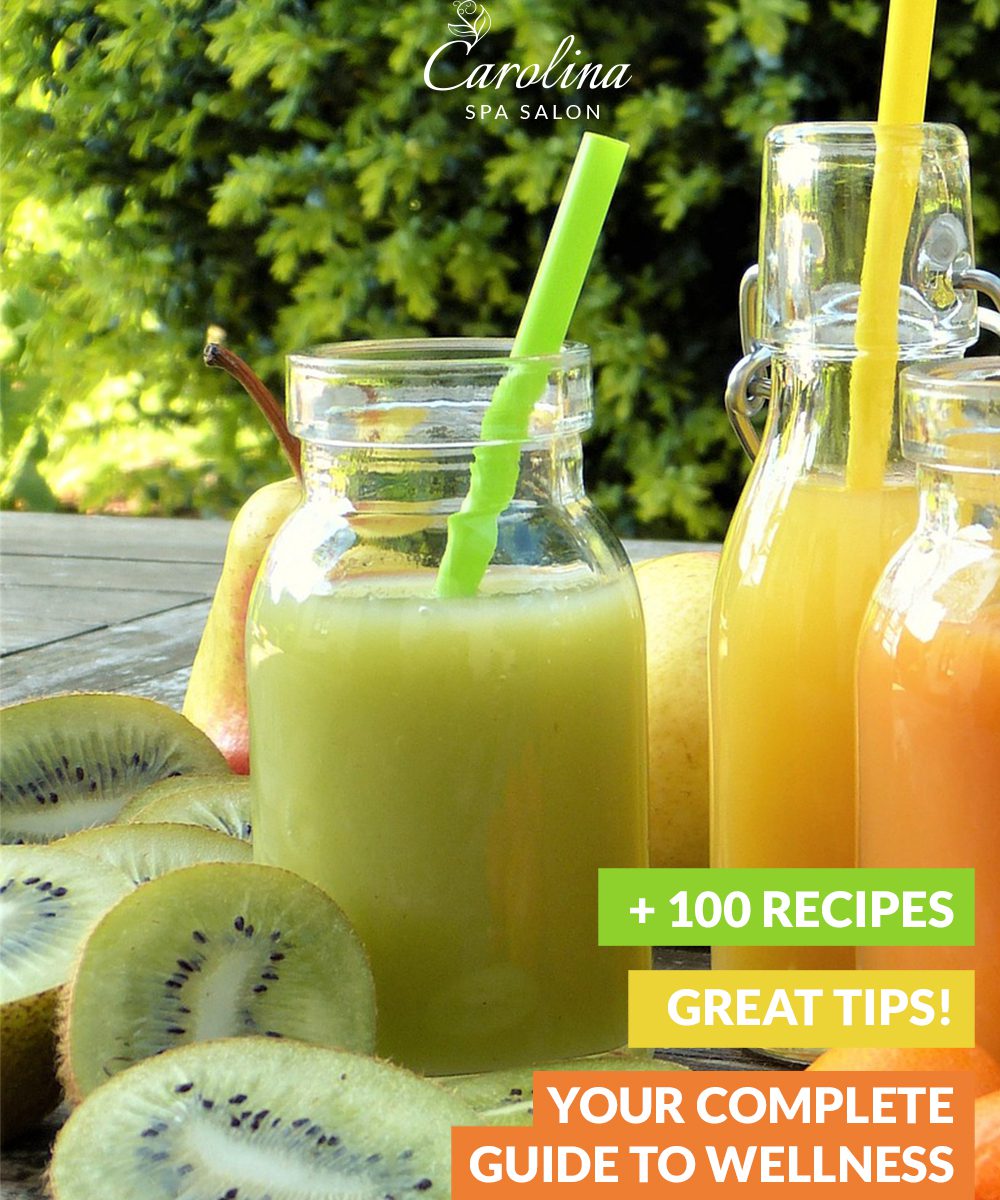 Carolina
SPA SALON
+ 100 RECIPES
GREAT TIPS!
YOUR COMPLETE
GUIDE TO WELLNESS